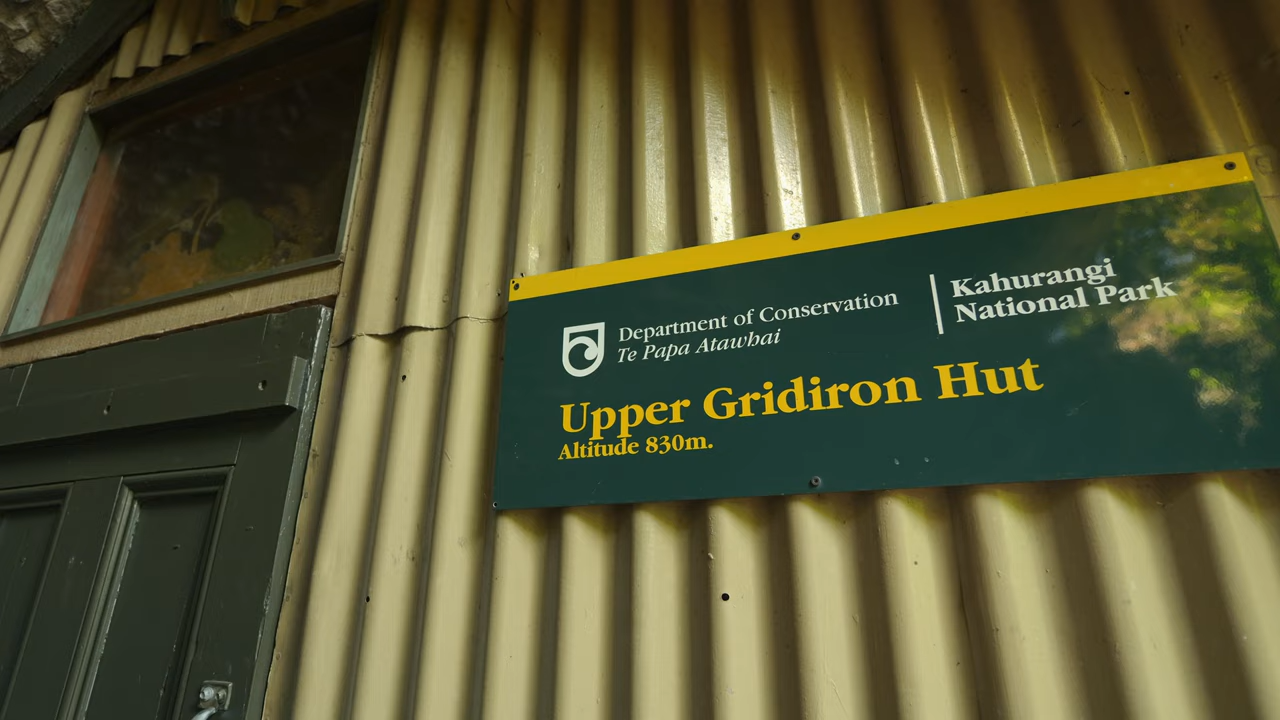 Department of Conservation
Te Papa Atawhai
Kahurangi
National Park
Upper Gridiron Hut
Altitude 830m.